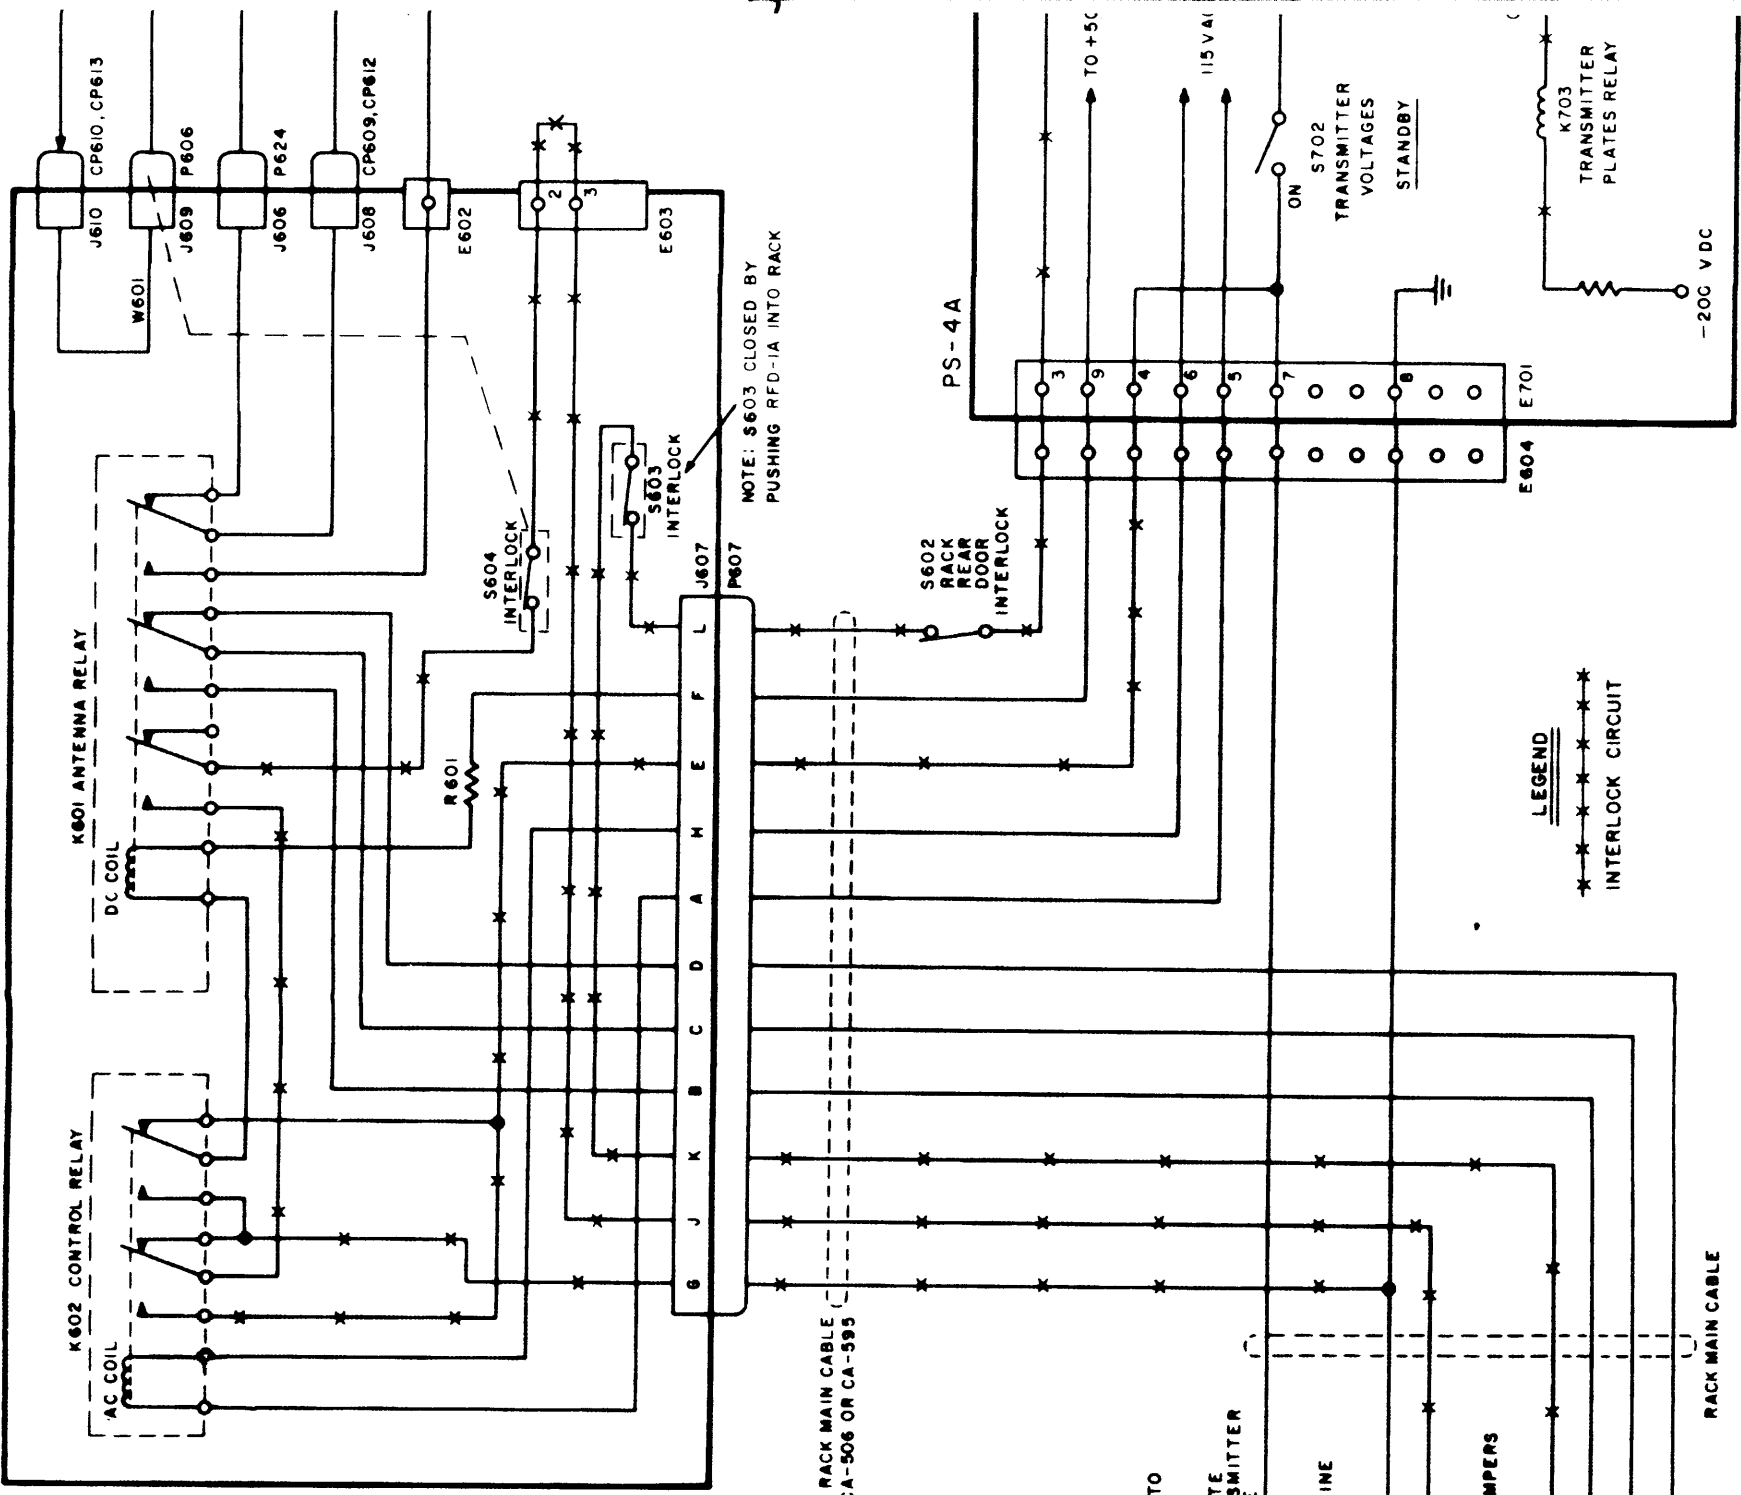 CP610, CP613
J610
P606
J609
P624
J606
CP609, CP612
J608
E602
2
3
E603
W601
NOTE: S603 CLOSED BY
PUSHING RFD-1A INTO RACK
S603
INTERLOCK
S604
INTERLOCK
J607
P607
K601 ANTENNA RELAY
DC COIL
R601
L
F
E
H
A
D
C
B
K
J
G
K602 CONTROL RELAY
AC COIL
RACK MAIN CABLE
CA-506 OR CA-595
S602
RACK
REAR
DOOR
INTERLOCK
PS-4A
3
9
4
6
5
7
8
E701
E604
TO +50
115 VAC
ON
S702
TRANSMITTER
VOLTAGES
STANDBY
K703
TRANSMITTER
PLATES RELAY
-200 VDC
LEGEND
INTERLOCK CIRCUIT
RACK MAIN CABLE
TO
SMITTER
INE
MPERS